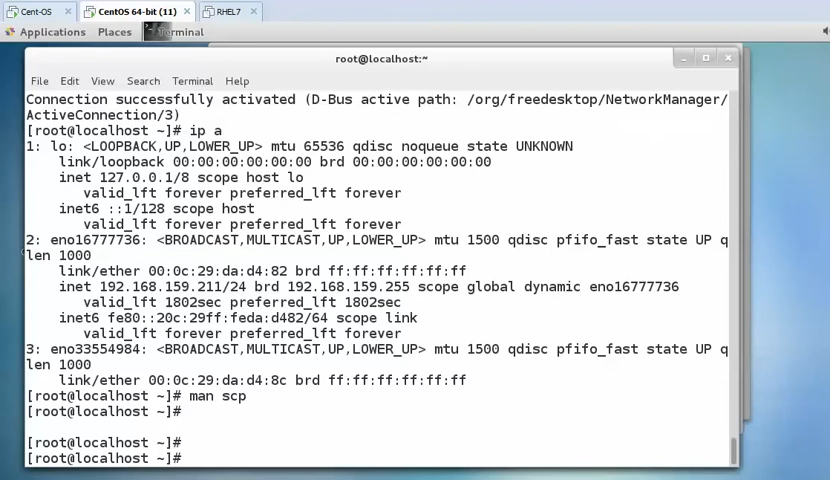 Cent-OS
CentOS 64-bit (11)
RHEL7
Applications Places Terminal
root@localhost:~
File Edit View Search Terminal Help
Connection successfully activated (D-Bus active path: /org/freedesktop/NetworkManager/
ActiveConnection/3)
[root@localhost ~]# ip a
1: lo: <LOOPBACK,UP,LOWER_UP> mtu 65536 qdisc noqueue state UNKNOWN
    link/loopback 00:00:00:00:00:00 brd 00:00:00:00:00:00
    inet 127.0.0.1/8 scope host lo
       valid_lft forever preferred_lft forever
    inet6 ::1/128 scope host
       valid_lft forever preferred_lft forever
2: eno16777736: <BROADCAST,MULTICAST,UP,LOWER_UP> mtu 1500 qdisc pfifo_fast state UP q
len 1000
    link/ether 00:0c:29:da:d4:82 brd ff:ff:ff:ff:ff:ff
    inet 192.168.159.211/24 brd 192.168.159.255 scope global dynamic eno16777736
       valid_lft 1802sec preferred_lft 1802sec
    inet6 fe80::20c:29ff:feda:d482/64 scope link
       valid_lft forever preferred_lft forever
3: eno33554984: <BROADCAST,MULTICAST,UP,LOWER_UP> mtu 1500 qdisc pfifo_fast state UP q
len 1000
    link/ether 00:0c:29:da:d4:8c brd ff:ff:ff:ff:ff:ff
[root@localhost ~]# man scp
[root@localhost ~]#
[root@localhost ~]#
[root@localhost ~]#